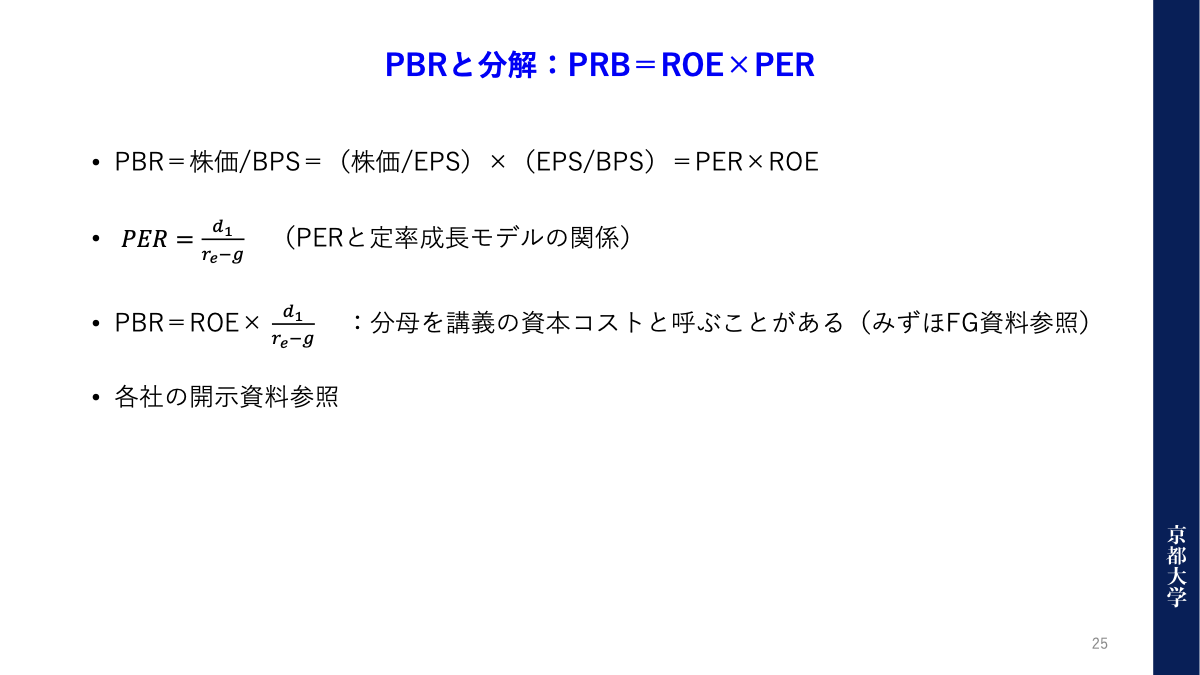 PBRと分解：PRB＝ROE×PER
• PBR＝株価/BPS＝（株価/EPS）×（EPS/BPS）＝PER×ROE
• PER = d₁/(rₑ−g) （PERと定率成長モデルの関係）
• PBR＝ROE× d₁/(rₑ−g) ：分母を講義の資本コストと呼ぶことがある（みずほFG資料参照）
• 各社の開示資料参照
京都大学
25